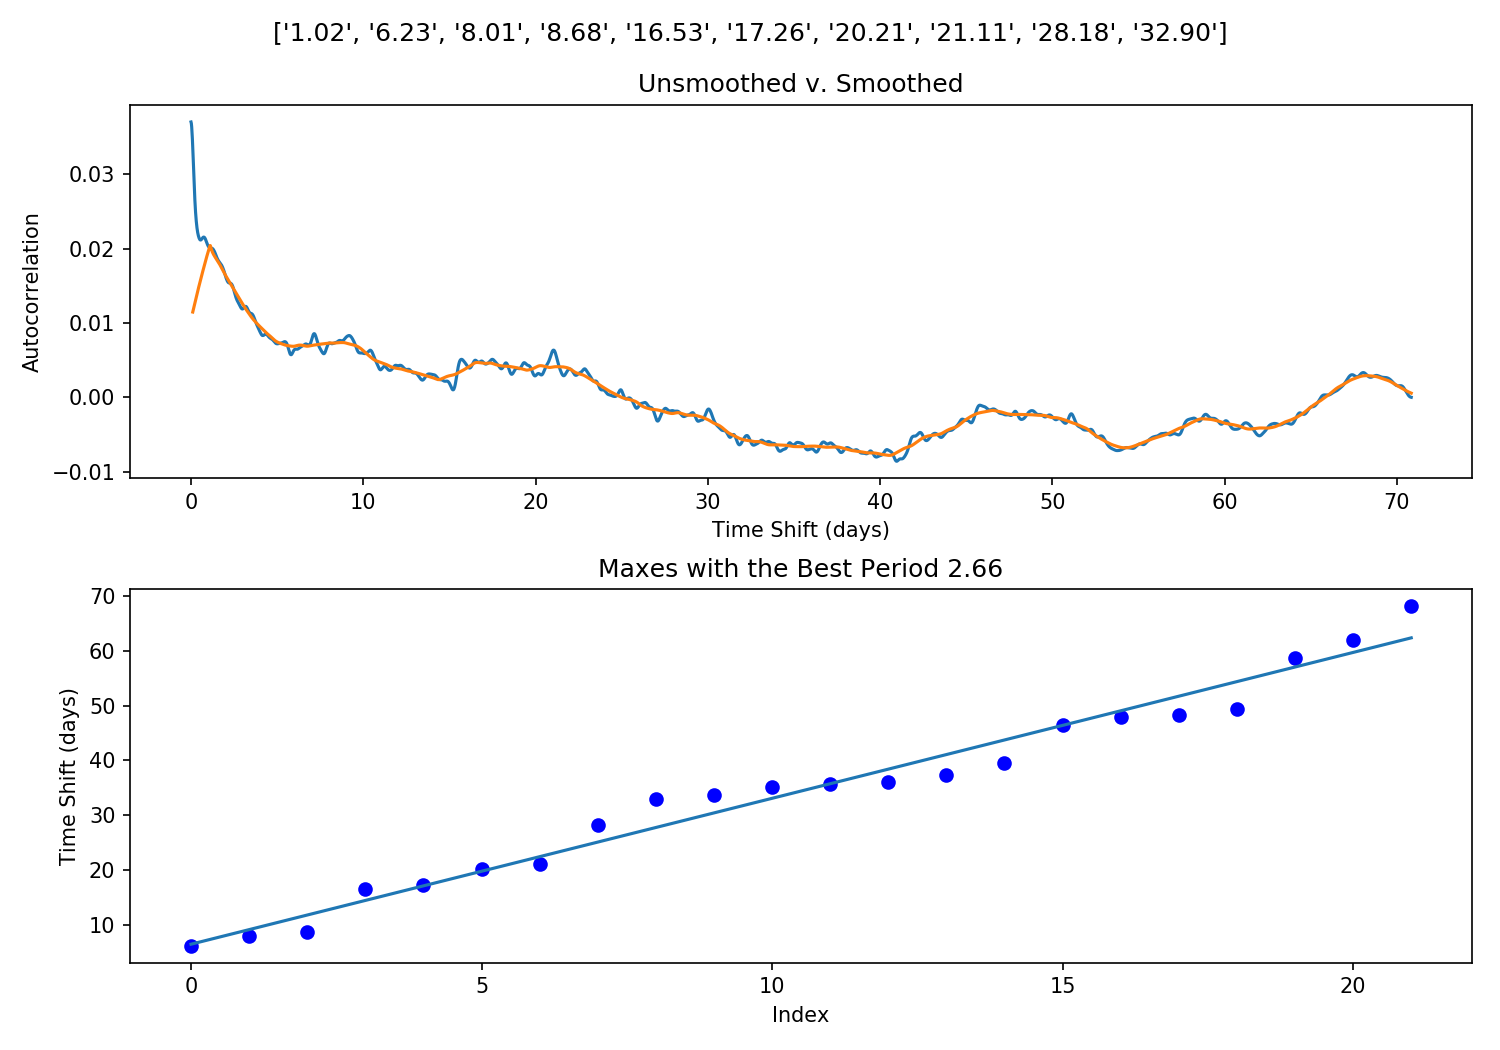 ['1.02', '6.23', '8.01', '8.68', '16.53', '17.26', '20.21', '21.11', '28.18', '32.90']
Unsmoothed v. Smoothed
Autocorrelation
0.03
0.02
0.01
0.00
−0.01
0 10 20 30 40 50 60 70
Time Shift (days)
Maxes with the Best Period 2.66
Time Shift (days)
70
60
50
40
30
20
10
0 5 10 15 20
Index